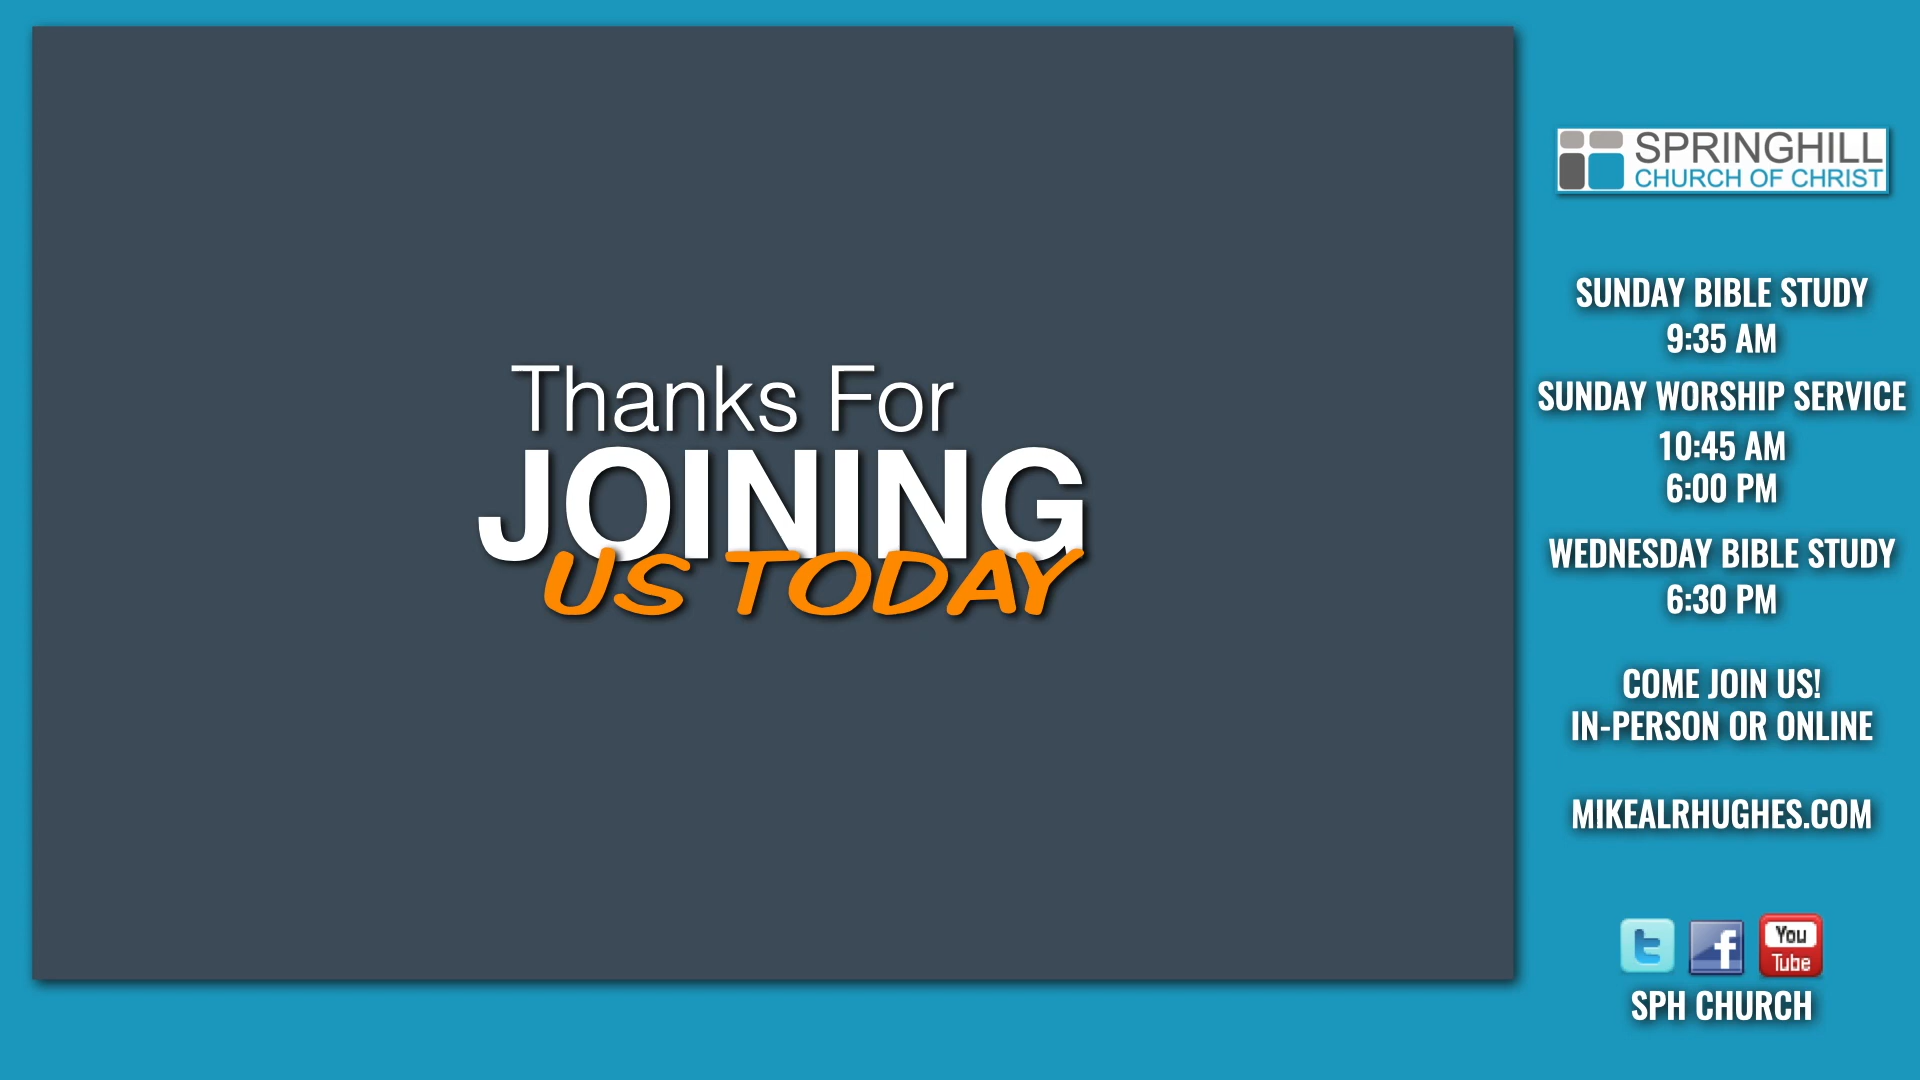 Thanks For
JOINING
US TODAY
SPRINGHILL
CHURCH OF CHRIST
SUNDAY BIBLE STUDY
9:35 AM
SUNDAY WORSHIP SERVICE
10:45 AM
6:00 PM
WEDNESDAY BIBLE STUDY
6:30 PM
COME JOIN US!
IN-PERSON OR ONLINE
MIKEALRHUGHES.COM
t f You
Tube
SPH CHURCH